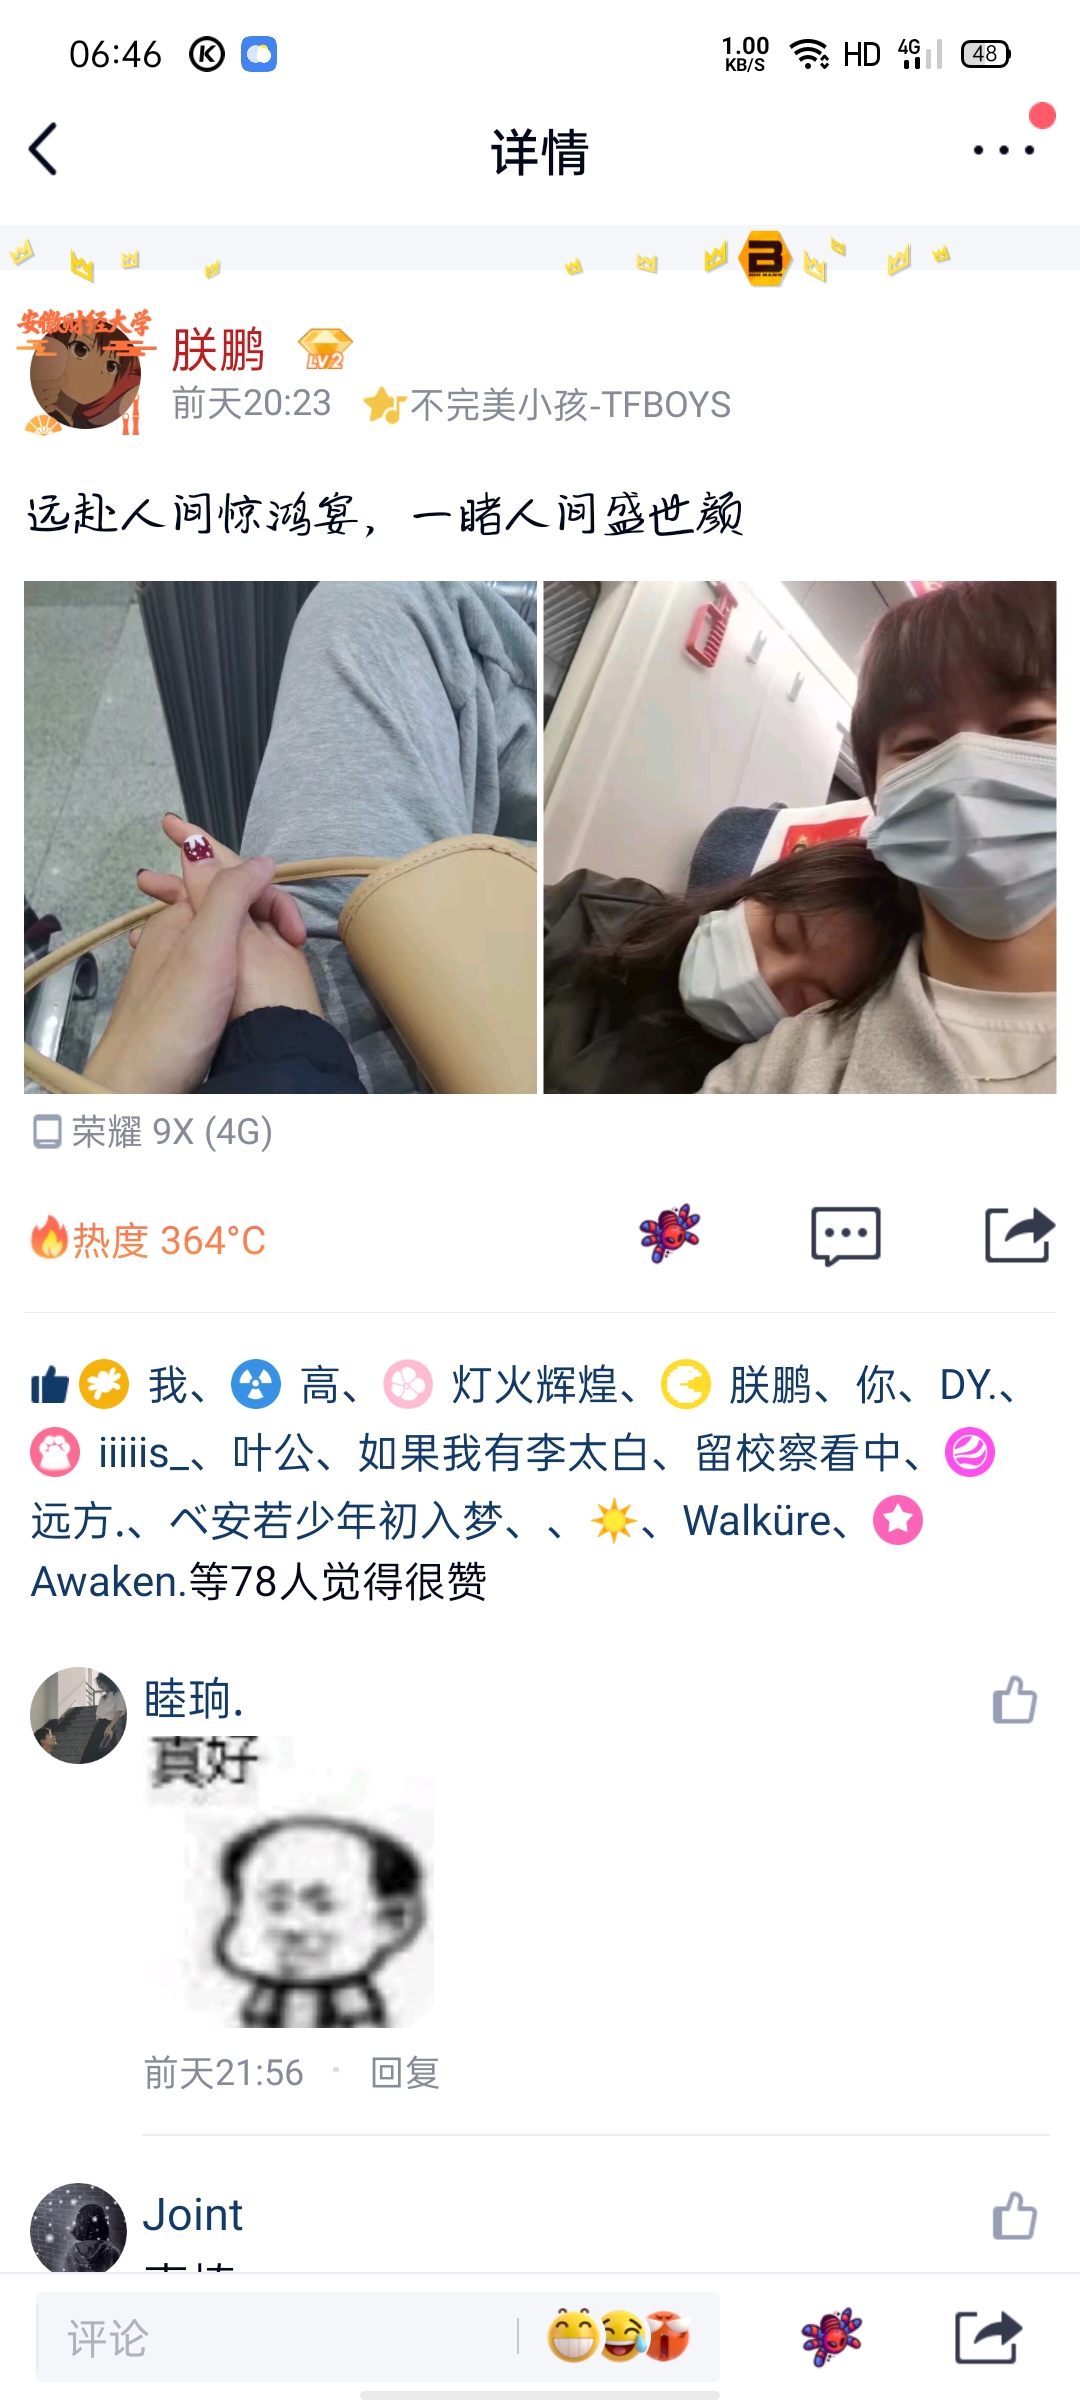 06:46
1.00 KB/S HD 4G 48
详情
安徽财经大学
朕鹏 LV2
前天20:23 不完美小孩-TFBOYS
远赴人间惊鸿宴，一睹人间盛世颜
荣耀 9X (4G)
热度 364°C
我、高、灯火辉煌、朕鹏、你、DY.、
iiiiis_、叶公、如果我有李太白、留校察看中、
远方.、べ安若少年初入梦、、☀、Walküre、
Awaken.等78人觉得很赞
睦珦.
真好
前天21:56 · 回复
Joint
评论